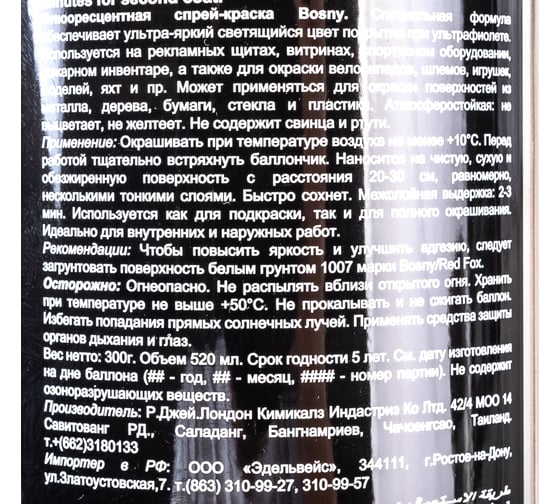 minutes for second coat.
Флюоресцентная спрей-краска Bosny. Специальная формула
обеспечивает ультра-яркий светящийся цвет покрытия при ультрафиолете.
Используется на рекламных щитах, витринах, спортивном оборудовании,
пожарном инвентаре, а также для окраски велосипедов, шлемов, игрушек,
моделей, яхт и пр. Может применяться для окраски поверхностей из
металла, дерева, бумаги, стекла и пластика. Атмосферостойкая: не
выцветает, не желтеет. Не содержит свинца и ртути.
Применение: Окрашивать при температуре воздуха не менее +10°С. Перед
работой тщательно встряхнуть баллончик. Наносится на чистую, сухую и
обезжиренную поверхность с расстояния 20-30 см, равномерно,
несколькими тонкими слоями. Быстро сохнет. Межслойная выдержка: 2-3
мин. Используется как для подкраски, так и для полного окрашивания.
Идеально для внутренних и наружных работ.
Рекомендации: Чтобы повысить яркость и улучшить адгезию, следует
загрунтовать поверхность белым грунтом 1007 марки Bosny/Red Fox.
Осторожно: Огнеопасно. Не распылять вблизи открытого огня. Хранить
при температуре не выше +50°С. Не прокалывать и не сжигать баллон.
Избегать попадания прямых солнечных лучей. Применять средства защиты
органов дыхания и глаз.
Вес нетто: 300г. Объем 520 мл. Срок годности 5 лет. См. дату изготовления
на дне баллона (## - год, ## - месяц, #### - номер партии). Не содержит
озоноразрушающих веществ.
Производитель: Р.Джей.Лондон Кимикалз Индастриз Ко Лтд. 42/4 МОО 14
Савитованг РД., Саладанг, Бангнамриев, Чачоенгсао, Таиланд.
т.+(662)3180133
Импортер в РФ: ООО «Эдельвейс», 344111, г.Ростов-на-Дону,
ул.Златоустовская,7. т.(863) 310-99-27, 310-99-57